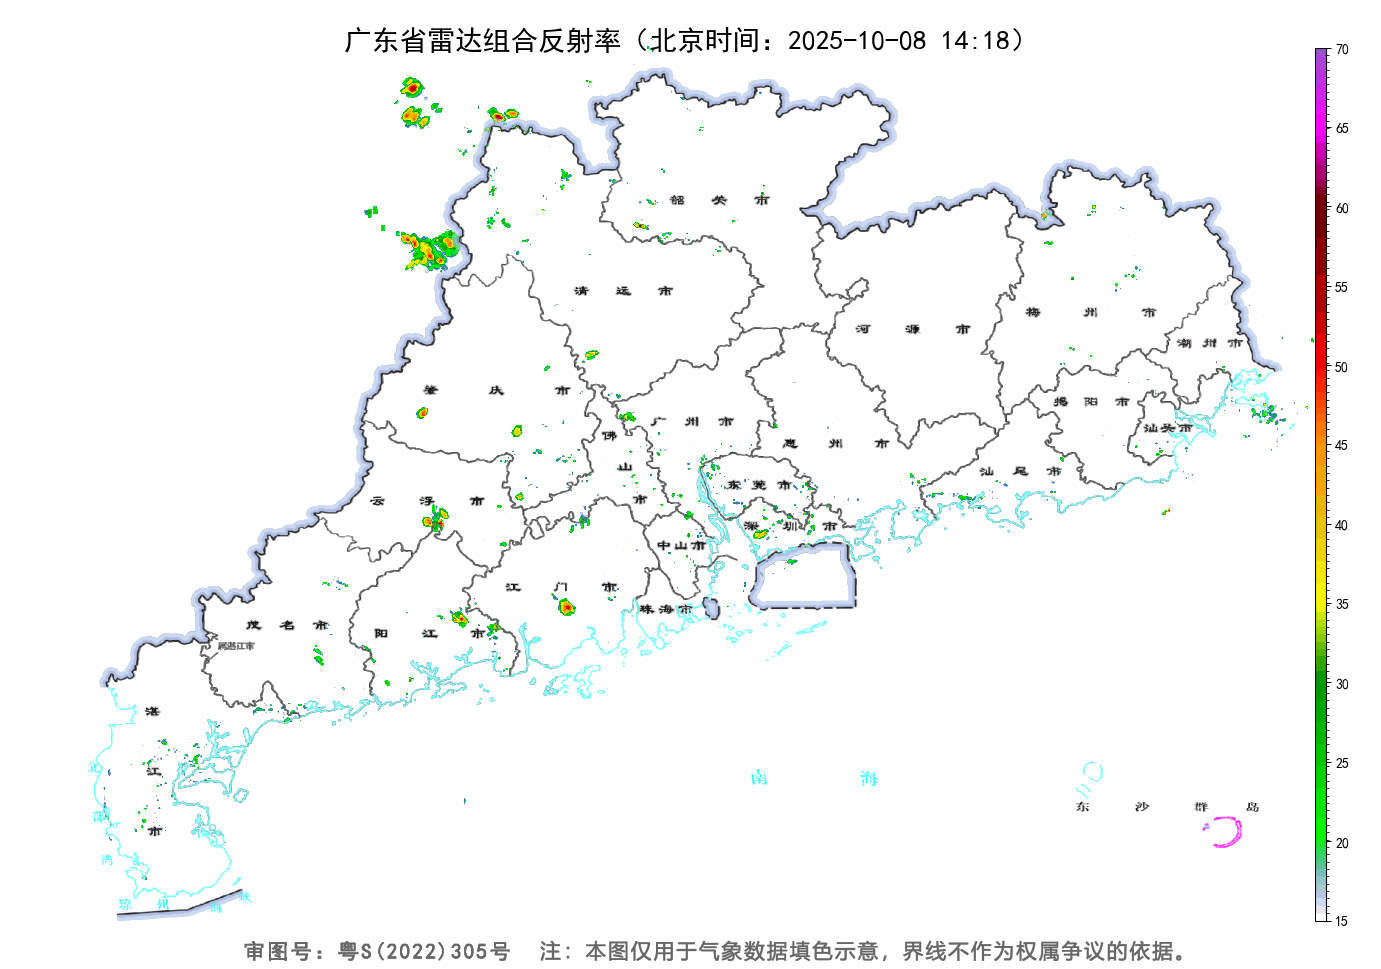 广东省雷达组合反射率（北京时间：2025-10-08 14:18）
70
65
60
55
50
45
40
35
30
25
20
15
韶关市
清远市
河源市
梅州市
潮州市
肇庆市
广州市
佛山市
惠州市
揭阳市
汕头市
汕尾市
云浮市
东莞市
深圳市
中山市
江门市
珠海市
茂名市
阳江市
属湛江市
湛江市
北部湾
琼州海峡
南海
东沙群岛
审图号：粤S(2022)305号 注：本图仅用于气象数据填色示意，界线不作为权属争议的依据。